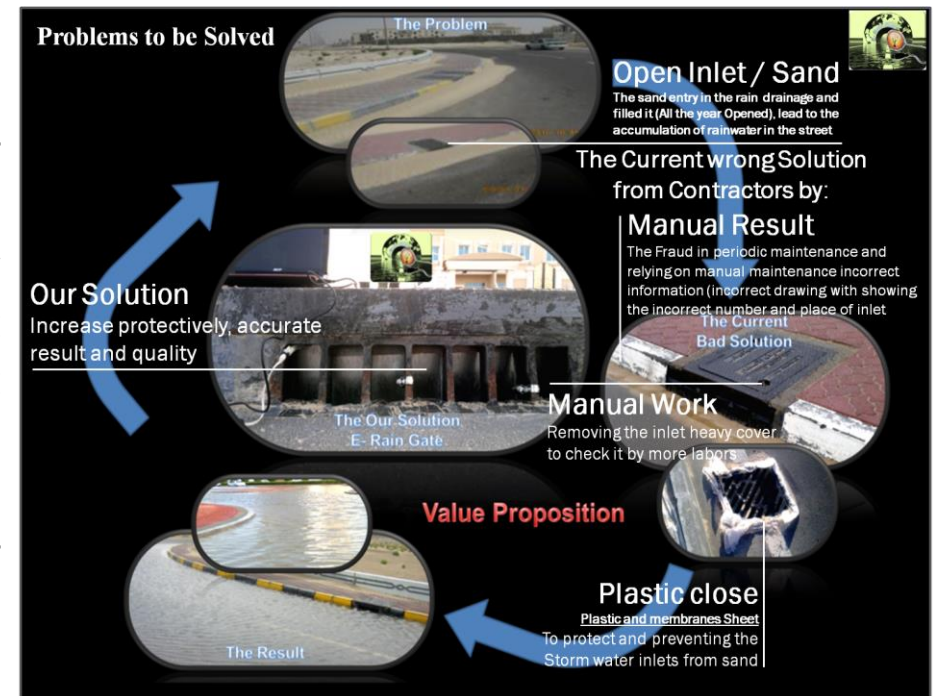 Problems to be Solved
The Problem
Open Inlet / Sand
The sand entry in the rain drainage and
filled it (All the year Opened), lead to the
accumulation of rainwater in the street
The Current wrong Solution
from Contractors by:
Manual Result
The Fraud in periodic maintenance and
relying on manual maintenance incorrect
information (incorrect drawing with showing
the incorrect number and place of inlet
The Current
Bad Solution
Our Solution
Increase protectively, accurate
result and quality
The Our Solution,
E- Rain Gate
Manual Work
Removing the inlet heavy cover
to check it by more labors
Value Proposition
Plastic close
Plastic and membranes Sheet
To protect and preventing the
Storm water inlets from sand
The Result